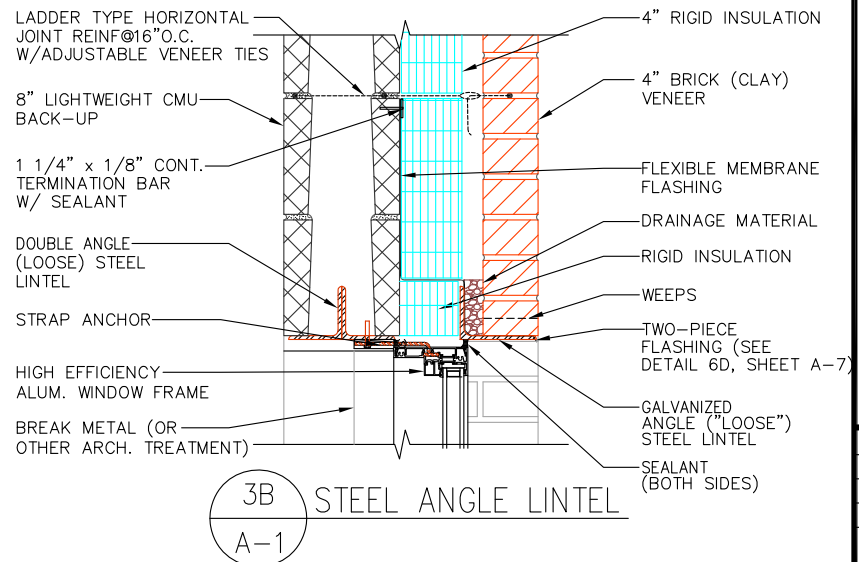 LADDER TYPE HORIZONTAL
JOINT REINF@16"O.C.
W/ADJUSTABLE VENEER TIES
8" LIGHTWEIGHT CMU
BACK-UP
1 1/4" x 1/8" CONT.
TERMINATION BAR
W/ SEALANT
DOUBLE ANGLE
(LOOSE) STEEL
LINTEL
STRAP ANCHOR
HIGH EFFICIENCY
ALUM. WINDOW FRAME
BREAK METAL (OR
OTHER ARCH. TREATMENT)
4" RIGID INSULATION
4" BRICK (CLAY)
VENEER
FLEXIBLE MEMBRANE
FLASHING
DRAINAGE MATERIAL
RIGID INSULATION
WEEPS
TWO-PIECE
FLASHING (SEE
DETAIL 6D, SHEET A-7)
GALVANIZED
ANGLE ("LOOSE")
STEEL LINTEL
SEALANT
(BOTH SIDES)
3B
STEEL ANGLE LINTEL
A-1